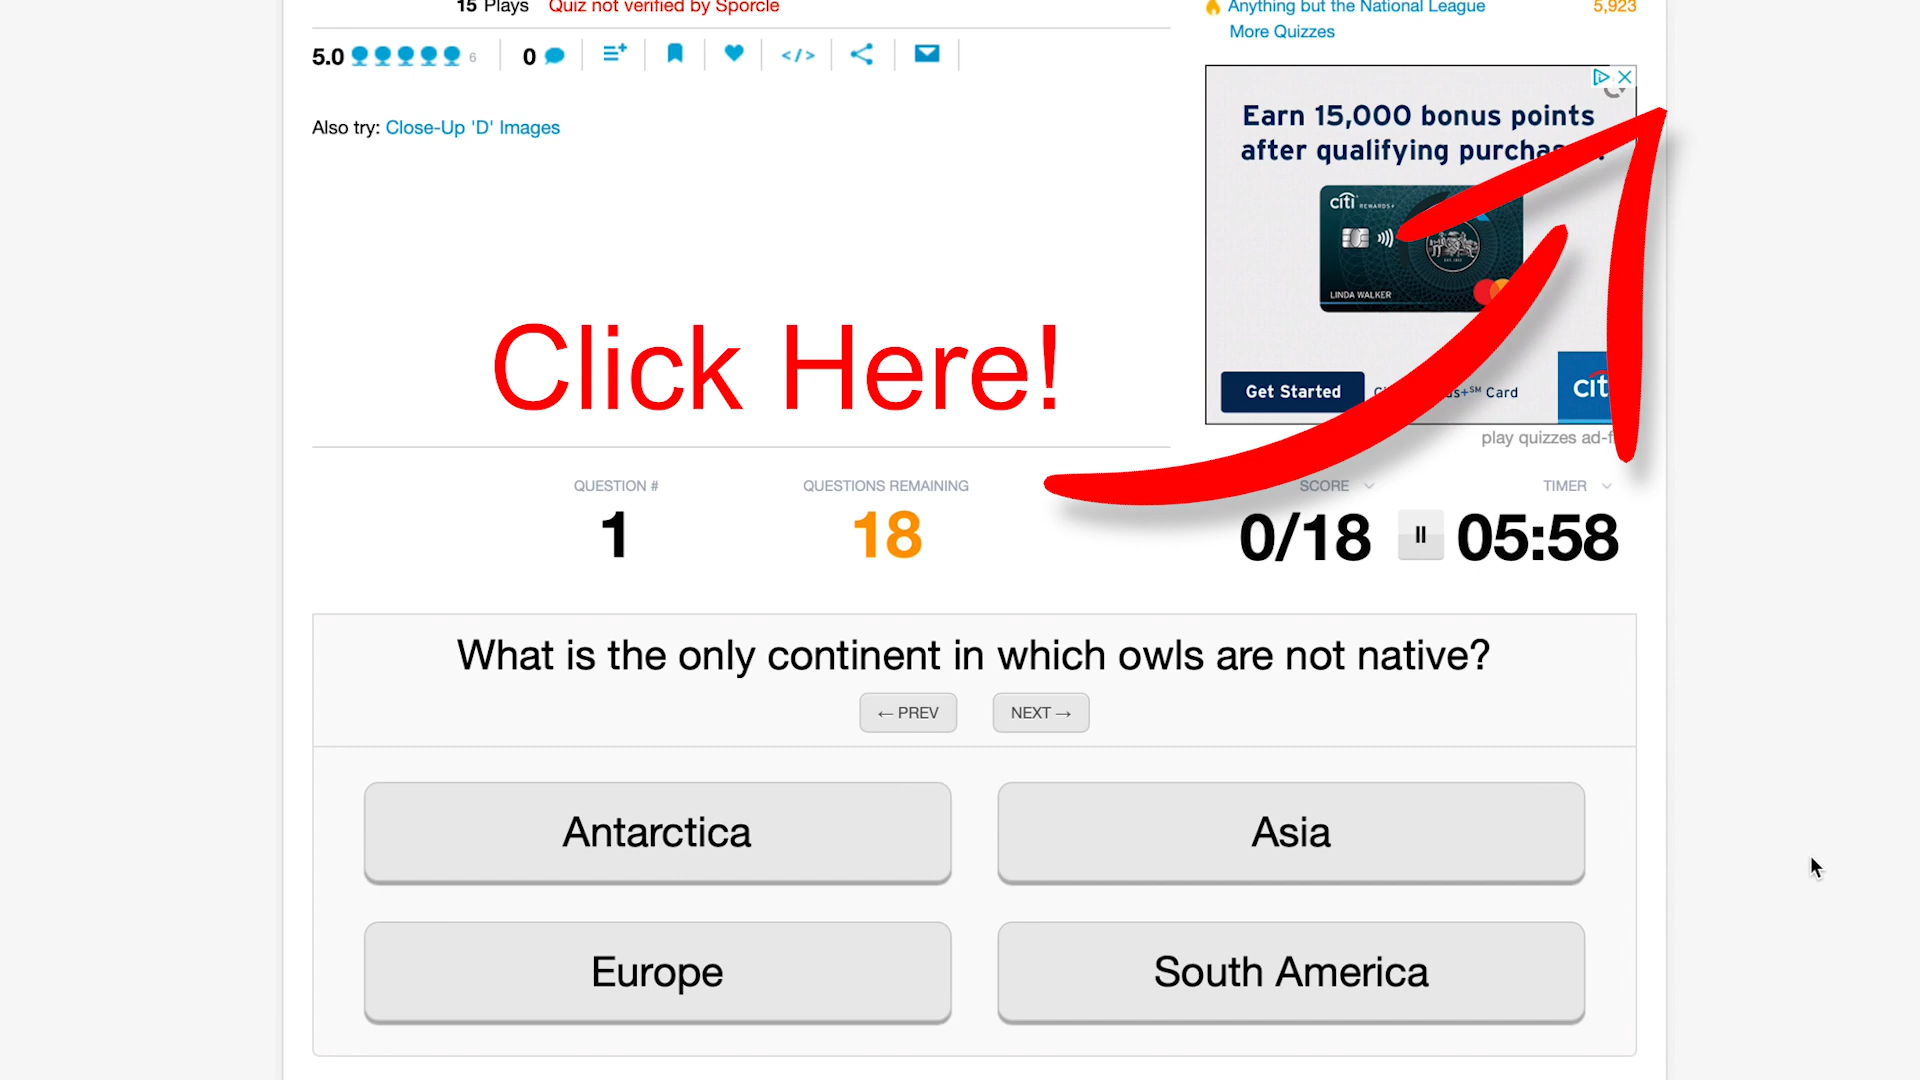 15 Plays Quiz not verified by Sporcle
Anything but the National League 5,923
More Quizzes
5.0 6 0 </>
Also try: Close-Up 'D' Images
Earn 15,000 bonus points
after qualifying
citi REWARDS+
LINDA WALKER
Get Started Card
citi
play quizzes
Click Here!
QUESTION # QUESTIONS REMAINING SCORE TIMER
1 18 0/18 05:58
What is the only continent in which owls are not native?
← PREV NEXT →
Antarctica Asia
Europe South America